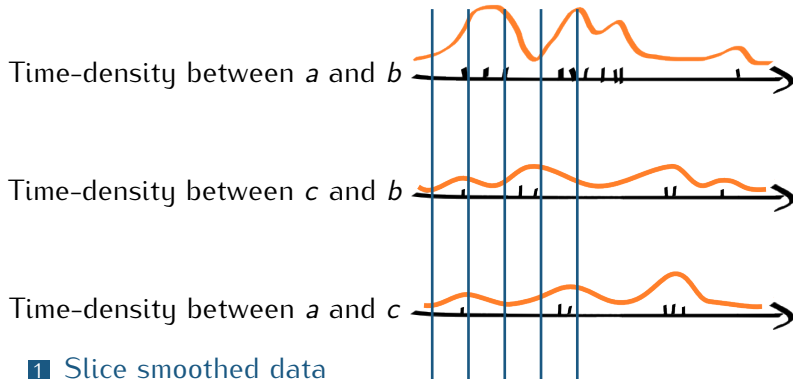 Time-density between a and b
Time-density between c and b
Time-density between a and c
1 Slice smoothed data